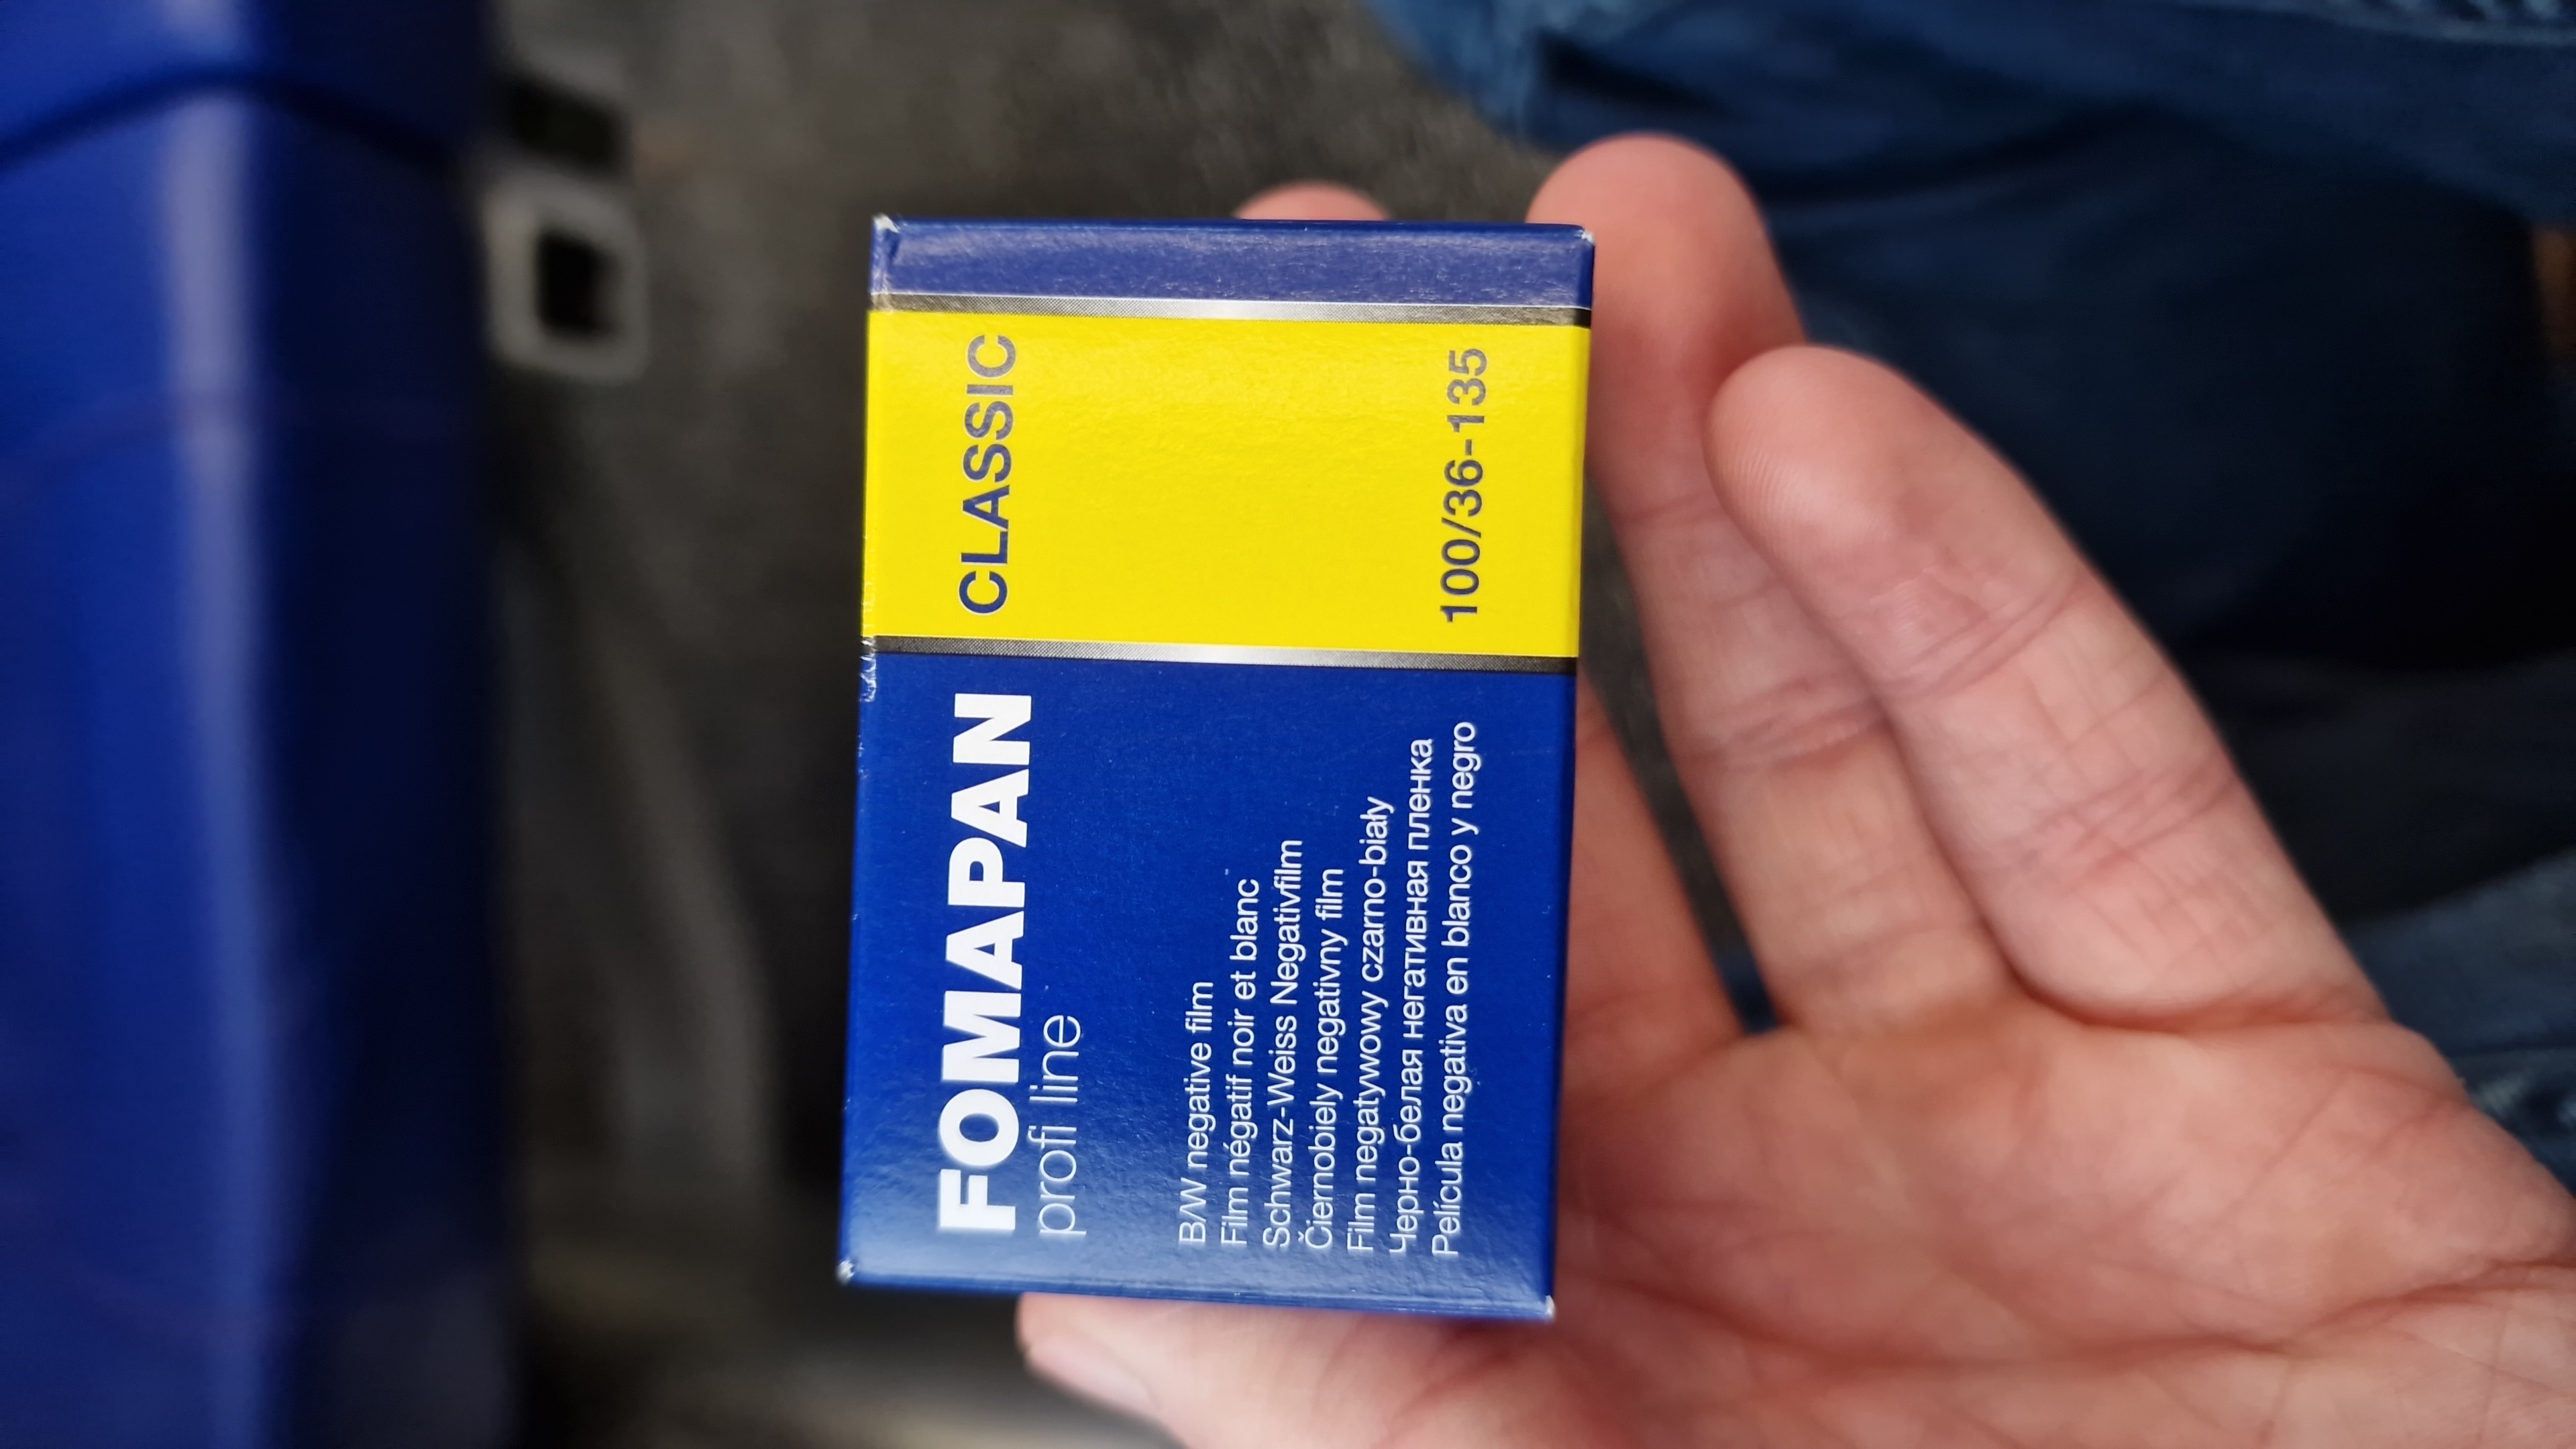 FOMAPAN
profi line
CLASSIC
B/W negative film
Film négatif noir et blanc
Schwarz-Weiss Negativfilm
Čiernobiely negativny film
Film negatywowy czarno-biały
Черно-белая негативная пленка
Película negativa en blanco y negro
100/36-135